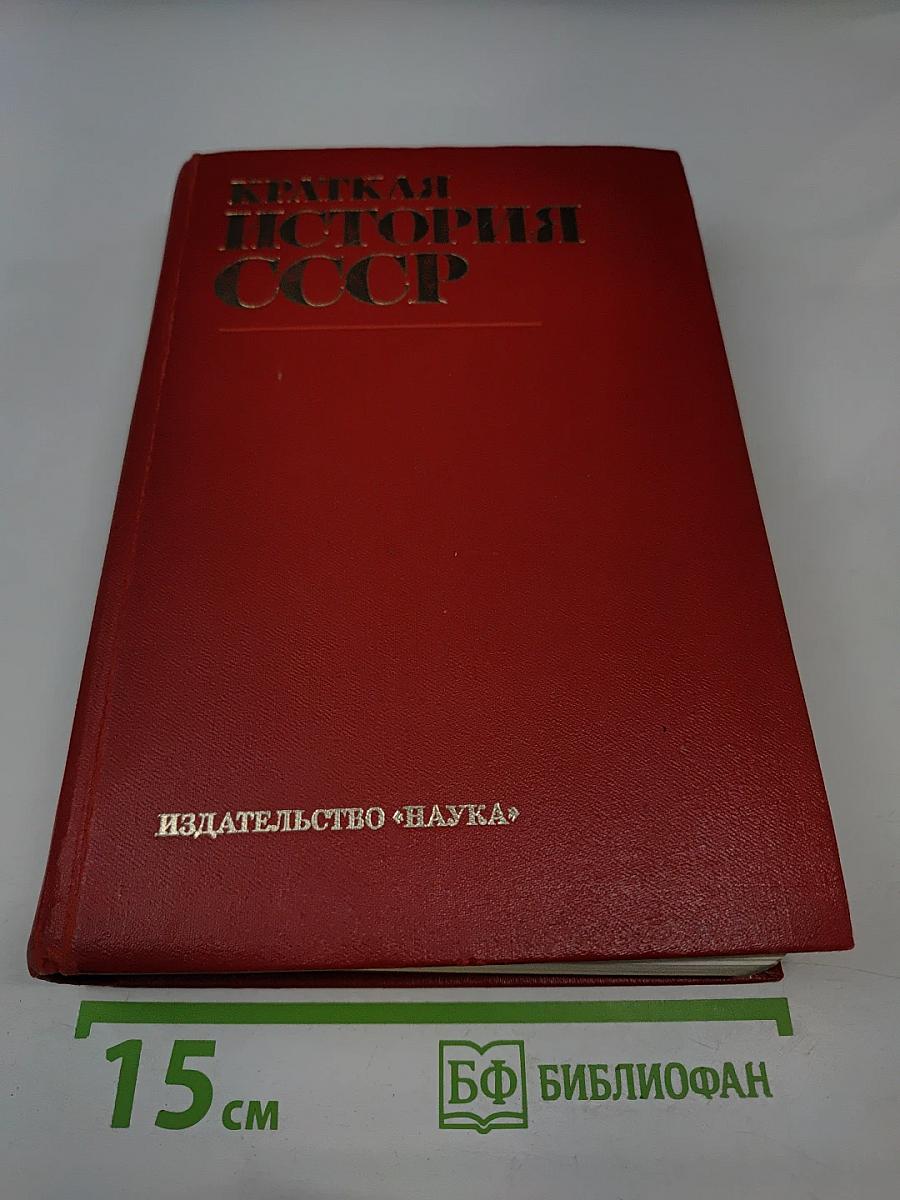 КРАТКАЯ
ИСТОРИЯ
СССР
ИЗДАТЕЛЬСТВО «НАУКА»
15 см
БФ БИБЛИОФАН